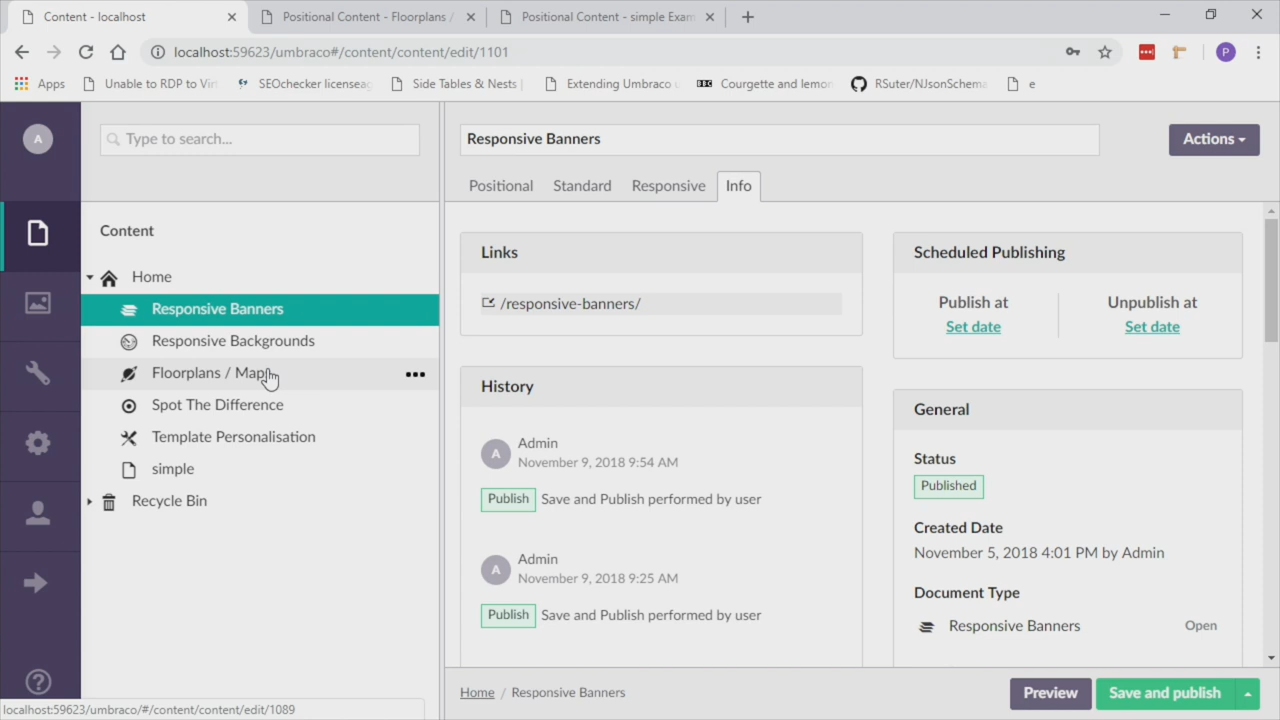 Content - localhost
Positional Content - Floorplans /
Positional Content - simple Exam
localhost:59623/umbraco#/content/content/edit/1101
P
Apps
Unable to RDP to Virt
SEOchecker licenseag
Side Tables & Nests |
Extending Umbraco u
BBC
Courgette and lemon
RSuter/NJsonSchema
e
A
Type to search...
Responsive Banners
Actions
Positional
Standard
Responsive
Info
Content
Home
Responsive Banners
Responsive Backgrounds
Floorplans / Map
Spot The Difference
Template Personalisation
simple
Recycle Bin
Links
/responsive-banners/
Scheduled Publishing
Publish at
Set date
Unpublish at
Set date
History
A
Admin
November 9, 2018 9:54 AM
Publish
Save and Publish performed by user
A
Admin
November 9, 2018 9:25 AM
Publish
Save and Publish performed by user
General
Status
Published
Created Date
November 5, 2018 4:01 PM by Admin
Document Type
Responsive Banners
Open
Home / Responsive Banners
Preview
Save and publish
localhost:59623/umbraco/#/content/content/edit/1089